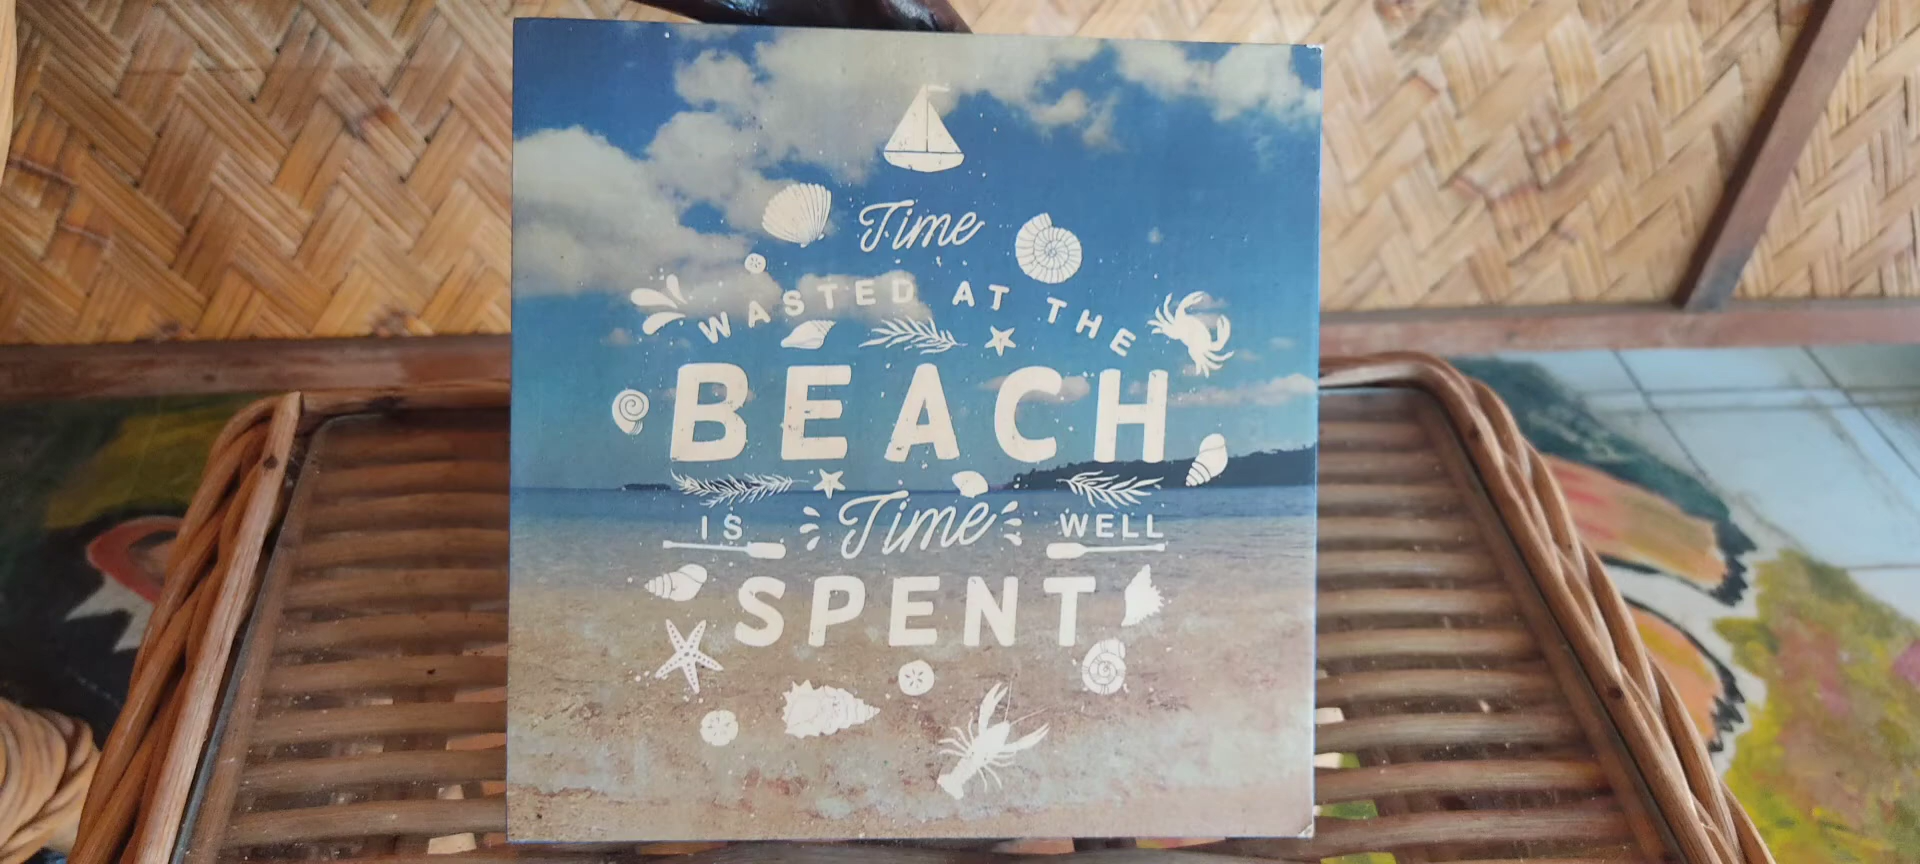 Time
WASTED AT THE
BEACH
IS Time WELL
SPENT